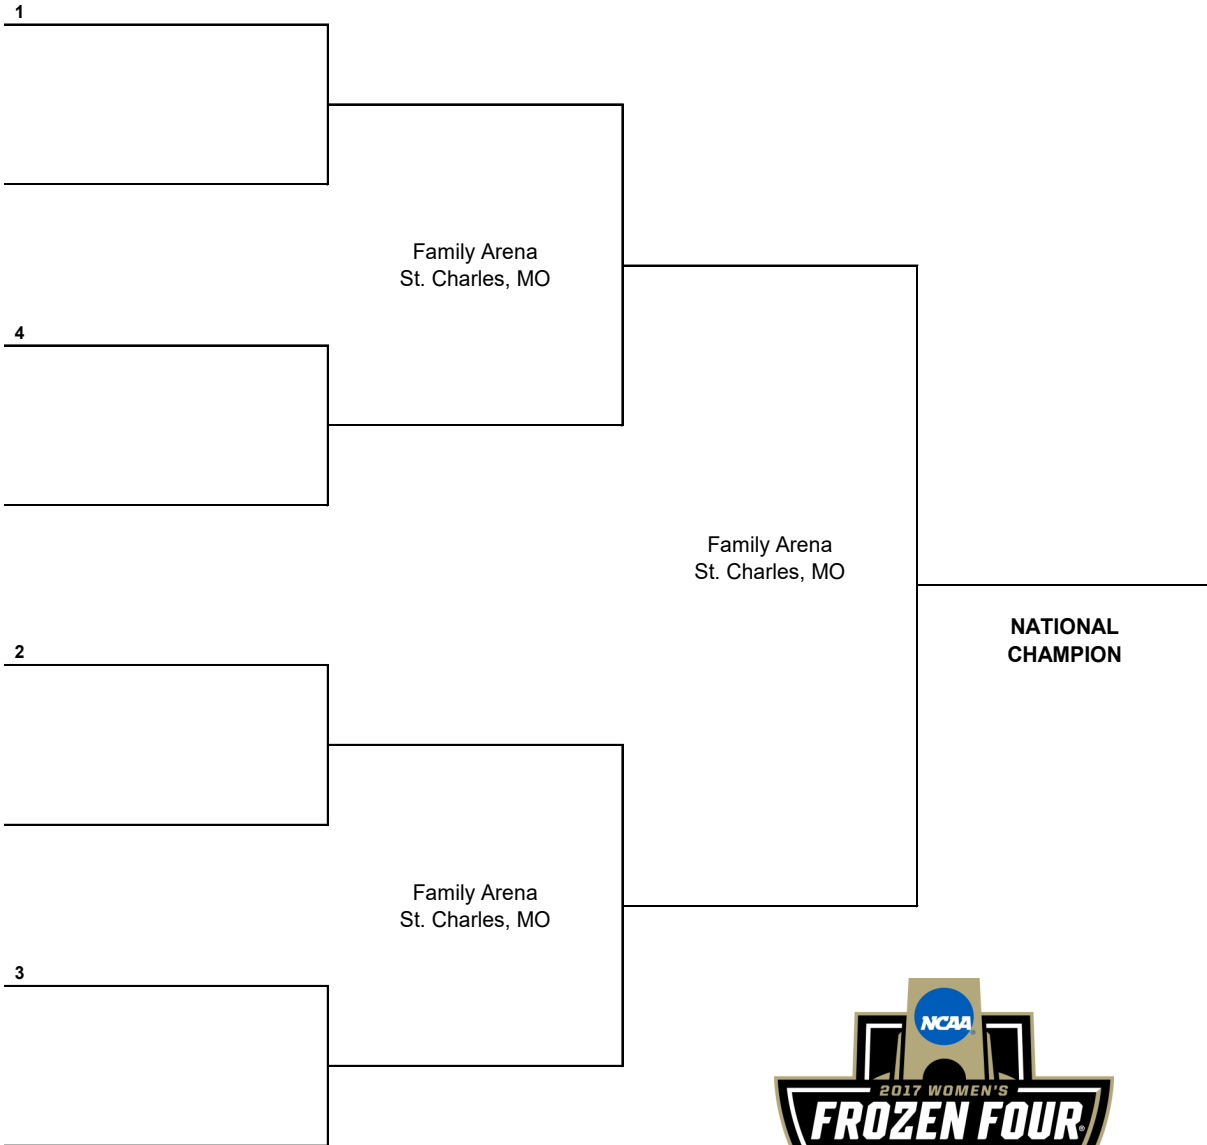 1
Family Arena
St. Charles, MO
4
Family Arena
St. Charles, MO
NATIONAL
CHAMPION
2
Family Arena
St. Charles, MO
3
NCAA
2017 WOMEN'S
FROZEN FOUR®